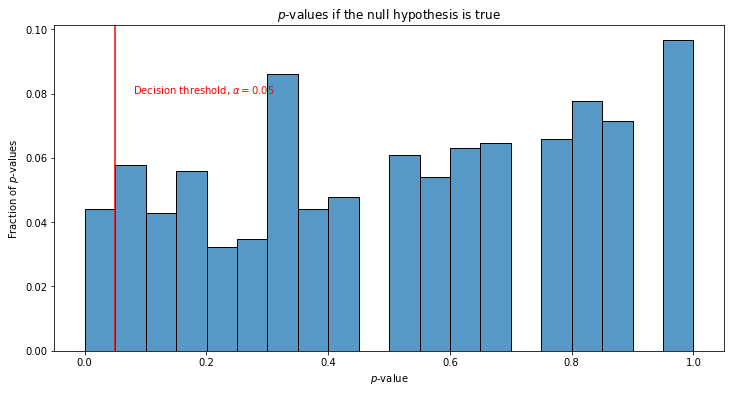 p-values if the null hypothesis is true
0.10
0.08
0.06
0.04
0.02
0.00
Fraction of p-values
Decision threshold, α = 0.05
0.0 0.2 0.4 0.6 0.8 1.0
p-value